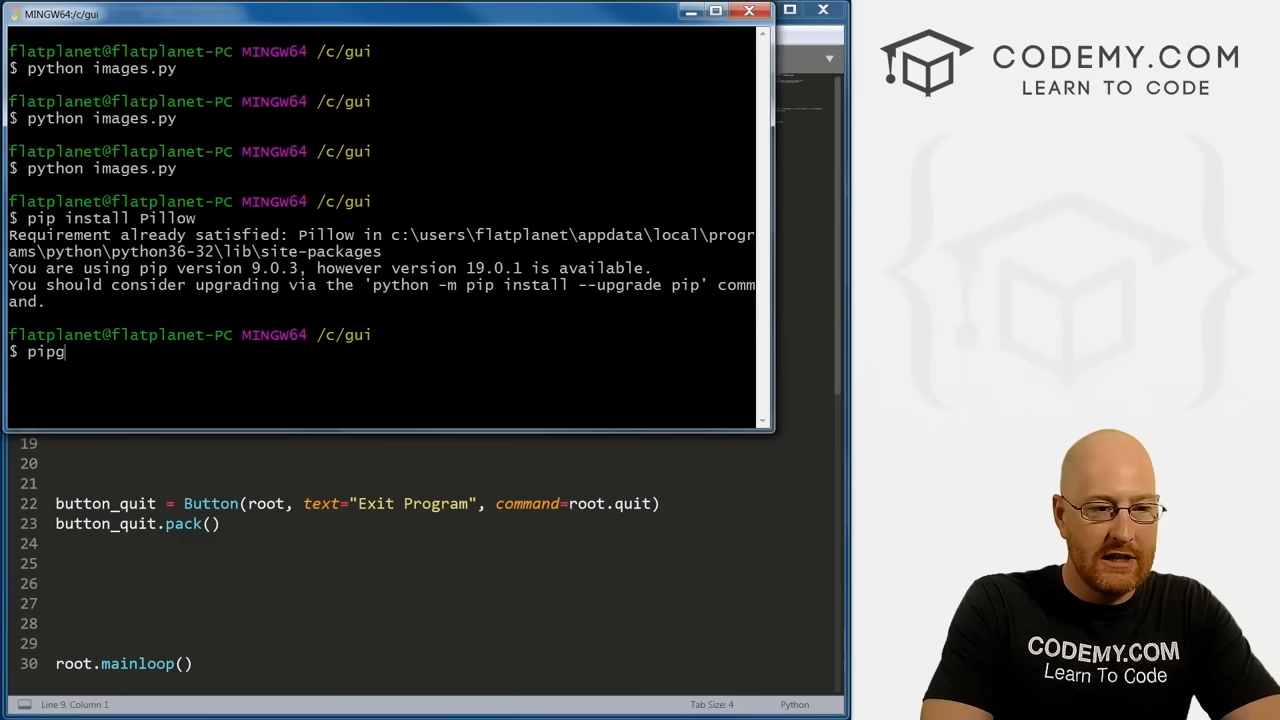 MINGW64:/c/gui
flatplanet@flatplanet-PC MINGW64 /c/gui
$ python images.py
flatplanet@flatplanet-PC MINGW64 /c/gui
$ python images.py
flatplanet@flatplanet-PC MINGW64 /c/gui
$ python images.py
flatplanet@flatplanet-PC MINGW64 /c/gui
$ pip install Pillow
Requirement already satisfied: Pillow in c:\users\flatplanet\appdata\local\progr
ams\python\python36-32\lib\site-packages
You are using pip version 9.0.3, however version 19.0.1 is available.
You should consider upgrading via the 'python -m pip install --upgrade pip' comm
and.
flatplanet@flatplanet-PC MINGW64 /c/gui
$ pipg
19
20
21
22 button_quit = Button(root, text="Exit Program", command=root.quit)
23 button_quit.pack()
24
25
26
27
28
29
30 root.mainloop()
Line 9, Column 1
Tab Size: 4
Python
CODEMY.COM
LEARN TO CODE
CODEMY.COM
Learn To Code